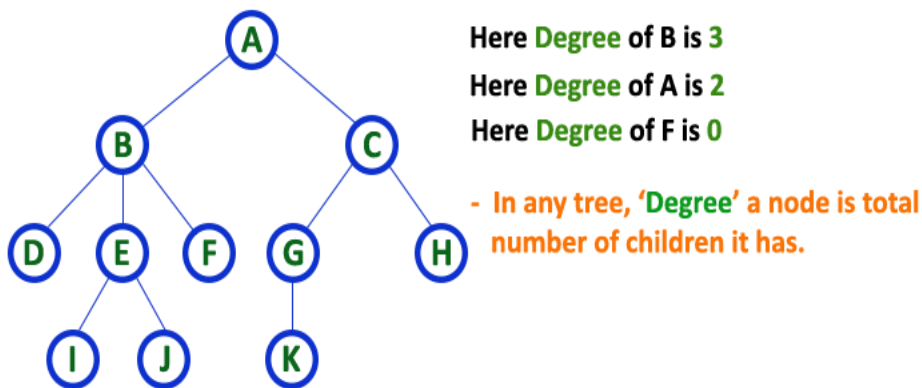 A
Here Degree of B is 3
Here Degree of A is 2
Here Degree of F is 0
B
C
- In any tree, ‘Degree’ a node is total
number of children it has.
D
E
F
G
H
I
J
K